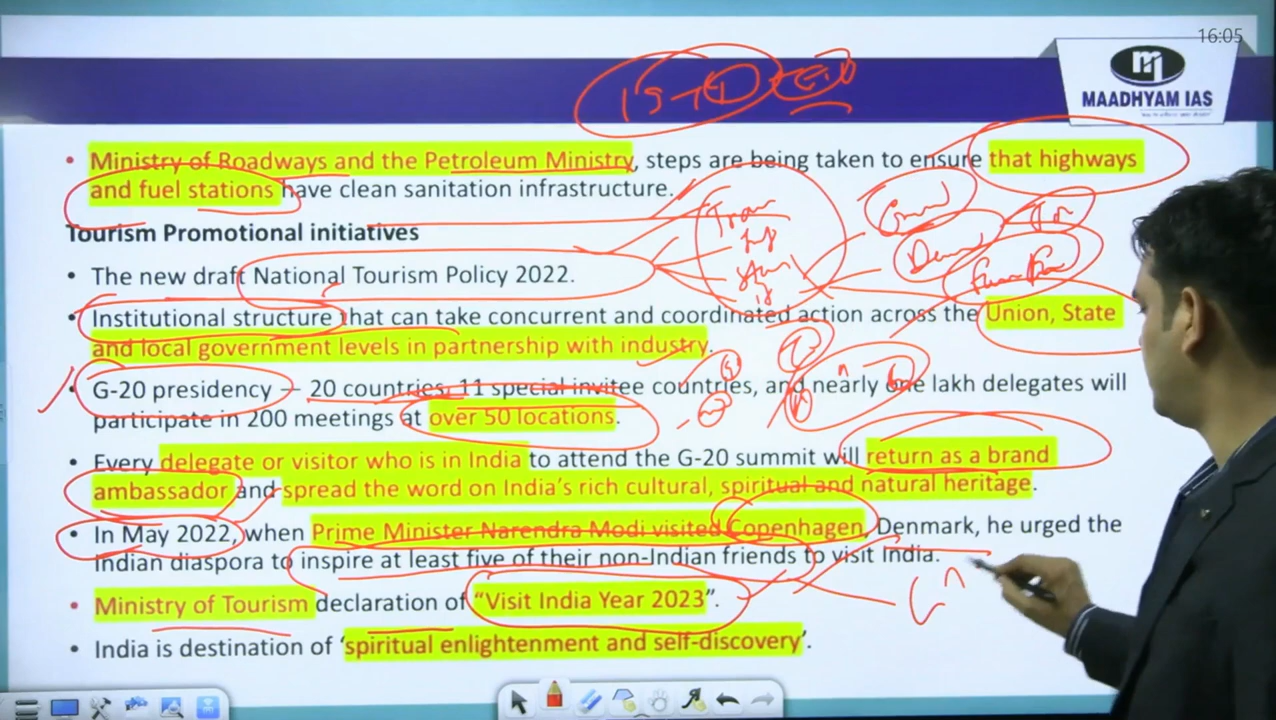 16:05
MAADHYAM IAS
• Ministry of Roadways and the Petroleum Ministry, steps are being taken to ensure that highways
and fuel stations have clean sanitation infrastructure.
Tourism Promotional initiatives
• The new draft National Tourism Policy 2022.
• Institutional structure that can take concurrent and coordinated action across the Union, State
and local government levels in partnership with industry.
• G-20 presidency – 20 countries, 11 special invitee countries, and nearly one lakh delegates will
participate in 200 meetings at over 50 locations.
• Every delegate or visitor who is in India to attend the G-20 summit will return as a brand
ambassador and spread the word on India's rich cultural, spiritual and natural heritage.
• In May 2022, when Prime Minister Narendra Modi visited Copenhagen, Denmark, he urged the
Indian diaspora to inspire at least five of their non-Indian friends to visit India.
• Ministry of Tourism declaration of “Visit India Year 2023”.
• India is destination of ‘spiritual enlightenment and self-discovery’.